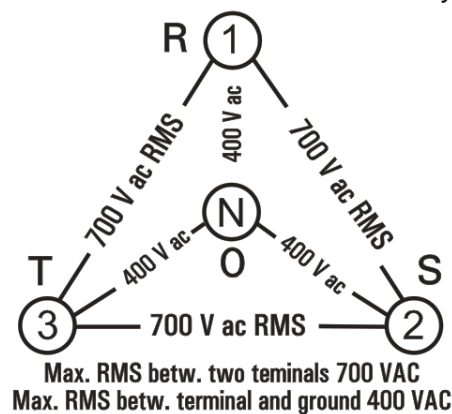 R 1
400 V ac
700 V ac RMS
700 V ac RMS
N
O
400 V ac
400 V ac
T
S
3
700 V ac RMS
2
Max. RMS betw. two teminals 700 VAC
Max. RMS betw. terminal and ground 400 VAC